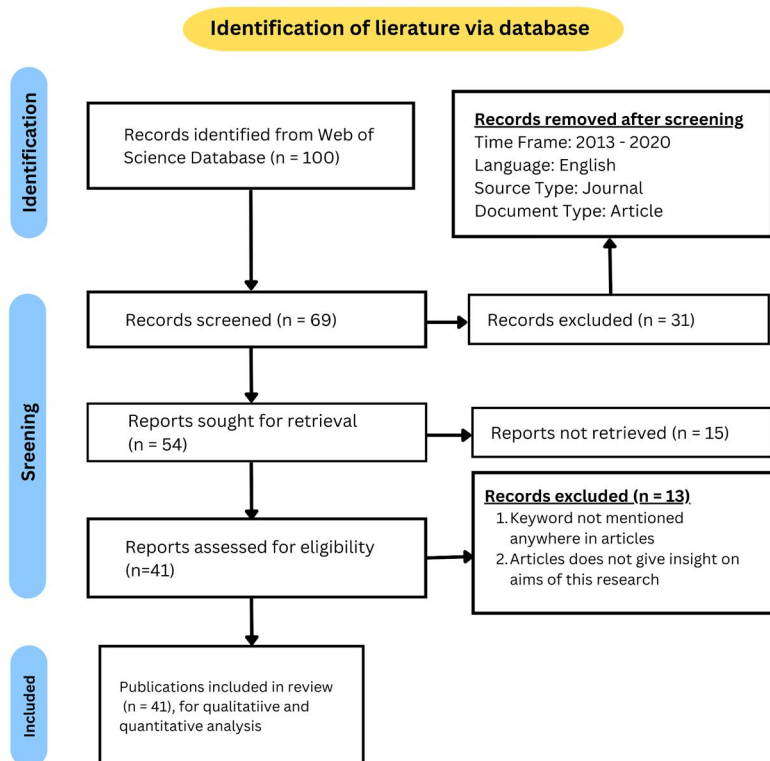 Identification of lierature via database
Identification
Records identified from Web of
Science Database (n = 100)
Records removed after screening
Time Frame: 2013 - 2020
Language: English
Source Type: Journal
Document Type: Article
Sreening
Records screened (n = 69)
Records excluded (n = 31)
Reports sought for retrieval
(n = 54)
Reports not retrieved (n = 15)
Reports assessed for eligibility
(n=41)
Records excluded (n = 13)
1. Keyword not mentioned
anywhere in articles
2. Articles does not give insight on
aims of this research
Included
Publications included in review
(n = 41), for qualitatiive and
quantitative analysis